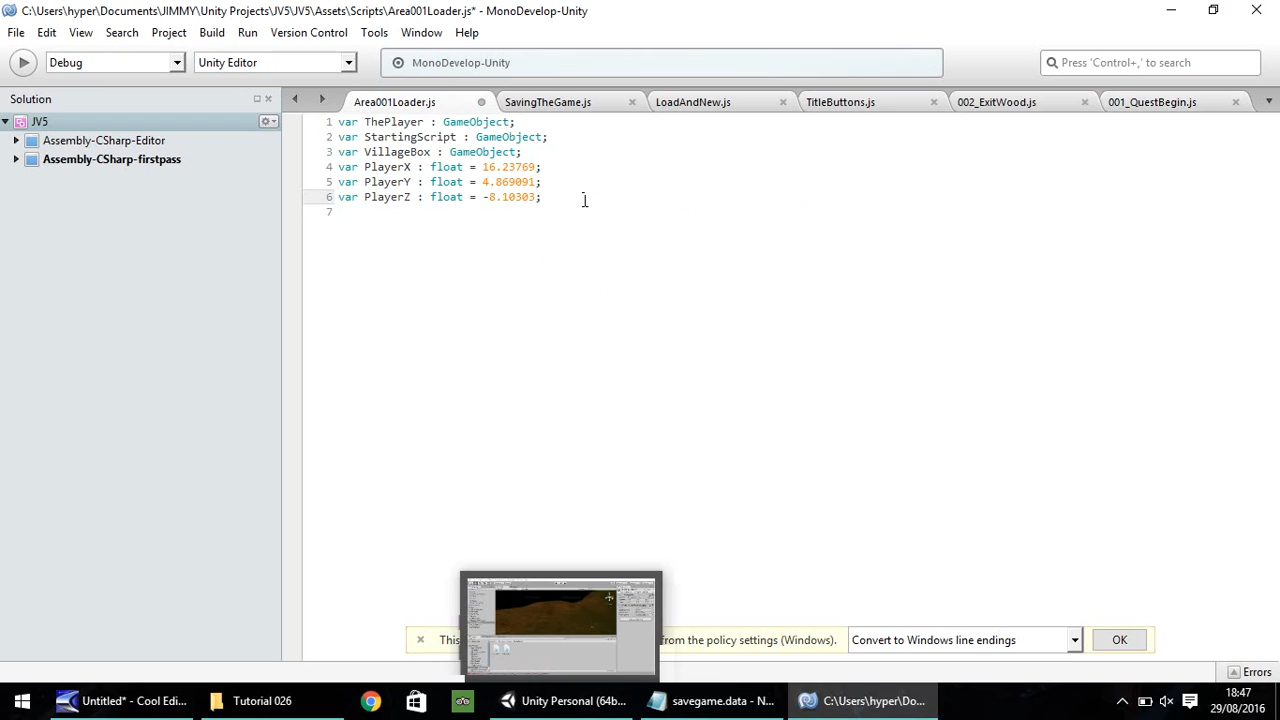 C:\Users\hyper\Documents\JIMMY\Unity Projects\JV5\JV5\Assets\Scripts\Area001Loader.js* - MonoDevelop-Unity
File Edit View Search Project Build Run Version Control Tools Window Help
Debug Unity Editor MonoDevelop-Unity Press 'Control+,' to search
Solution Area001Loader.js SavingTheGame.js LoadAndNew.js TitleButtons.js 002_ExitWood.js 001_QuestBegin.js
JV5
Assembly-CSharp-Editor
Assembly-CSharp-firstpass
1 var ThePlayer : GameObject;
2 var StartingScript : GameObject;
3 var VillageBox : GameObject;
4 var PlayerX : float = 16.23769;
5 var PlayerY : float = 4.869091;
6 var PlayerZ : float = -8.10303;
7
This from the policy settings (Windows). Convert to Windows line endings OK
Errors
Untitled* - Cool Edi... Tutorial 026 Unity Personal (64b... savegame.data - N... C:\Users\hyper\Do... 18:47
29/08/2016